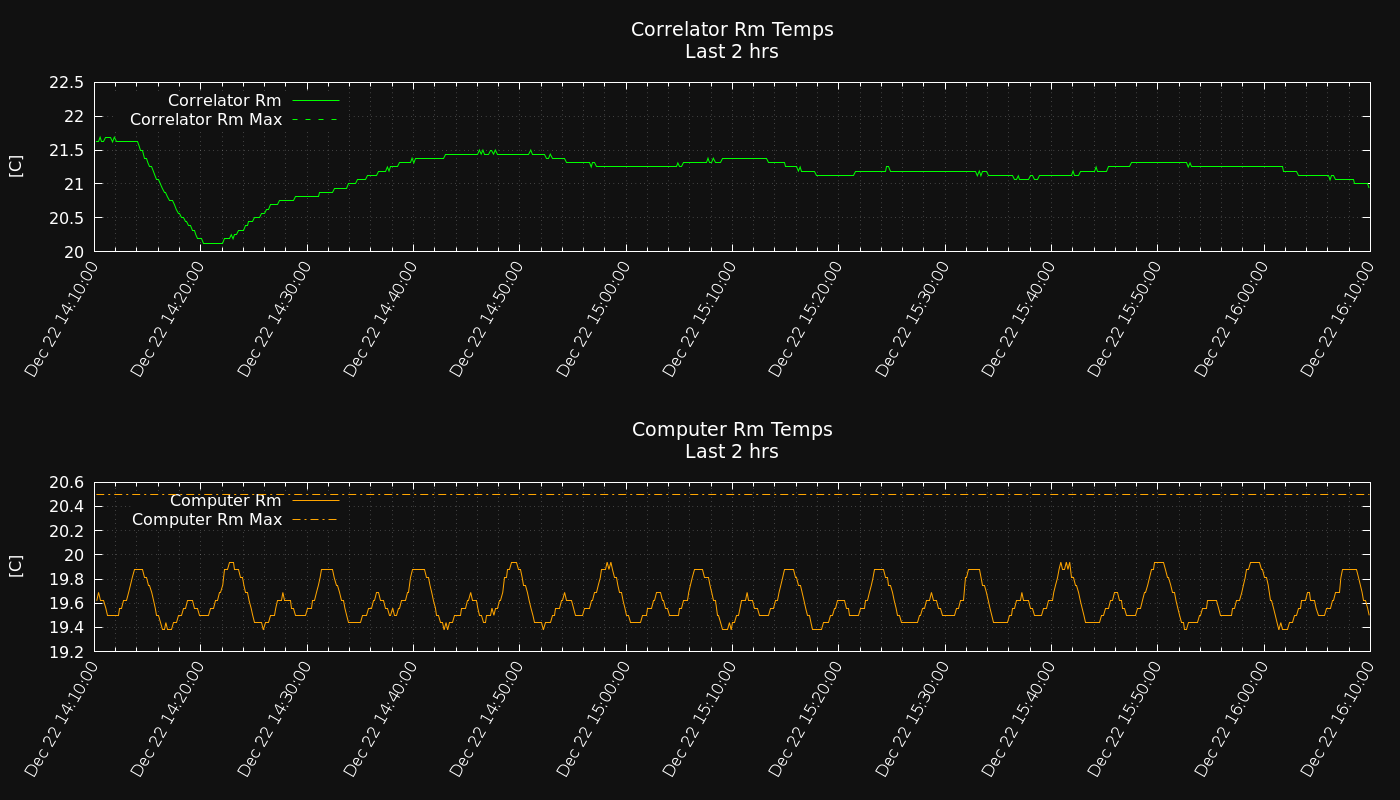 Correlator Rm Temps
Last 2 hrs
22.5
22
21.5
21
20.5
20
[C]
Correlator Rm
Correlator Rm Max
Dec 22 14:10:00
Dec 22 14:20:00
Dec 22 14:30:00
Dec 22 14:40:00
Dec 22 14:50:00
Dec 22 15:00:00
Dec 22 15:10:00
Dec 22 15:20:00
Dec 22 15:30:00
Dec 22 15:40:00
Dec 22 15:50:00
Dec 22 16:00:00
Dec 22 16:10:00
Computer Rm Temps
Last 2 hrs
20.6
20.4
20.2
20
19.8
19.6
19.4
19.2
[C]
Computer Rm
Computer Rm Max
Dec 22 14:10:00
Dec 22 14:20:00
Dec 22 14:30:00
Dec 22 14:40:00
Dec 22 14:50:00
Dec 22 15:00:00
Dec 22 15:10:00
Dec 22 15:20:00
Dec 22 15:30:00
Dec 22 15:40:00
Dec 22 15:50:00
Dec 22 16:00:00
Dec 22 16:10:00